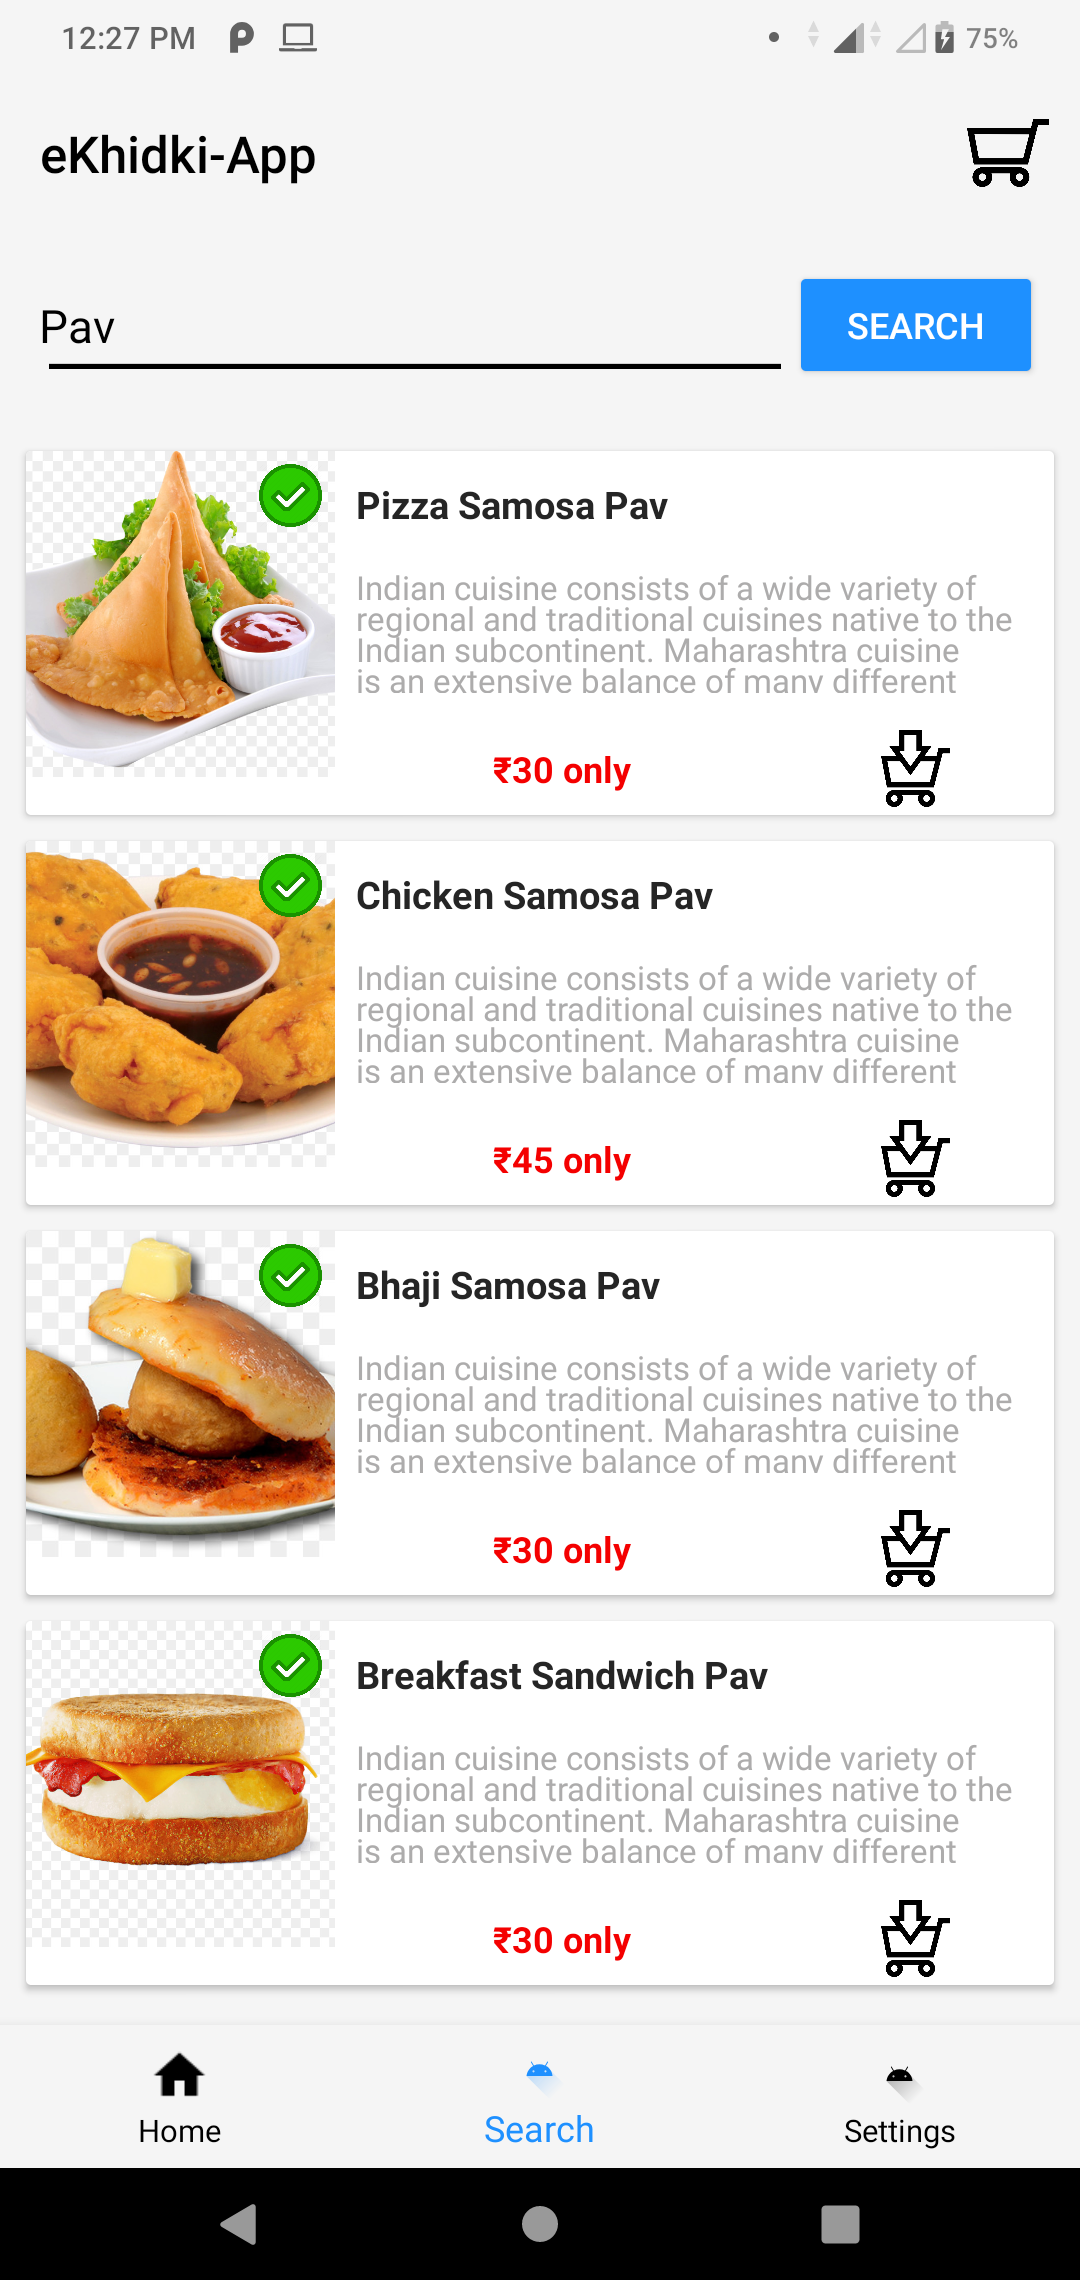 12:27 PM 75%
eKhidki-App
Pav SEARCH
Pizza Samosa Pav
Indian cuisine consists of a wide variety of
regional and traditional cuisines native to the
Indian subcontinent. Maharashtra cuisine
is an extensive balance of many different
₹30 only
Chicken Samosa Pav
Indian cuisine consists of a wide variety of
regional and traditional cuisines native to the
Indian subcontinent. Maharashtra cuisine
is an extensive balance of many different
₹45 only
Bhaji Samosa Pav
Indian cuisine consists of a wide variety of
regional and traditional cuisines native to the
Indian subcontinent. Maharashtra cuisine
is an extensive balance of many different
₹30 only
Breakfast Sandwich Pav
Indian cuisine consists of a wide variety of
regional and traditional cuisines native to the
Indian subcontinent. Maharashtra cuisine
is an extensive balance of many different
₹30 only
Home Search Settings